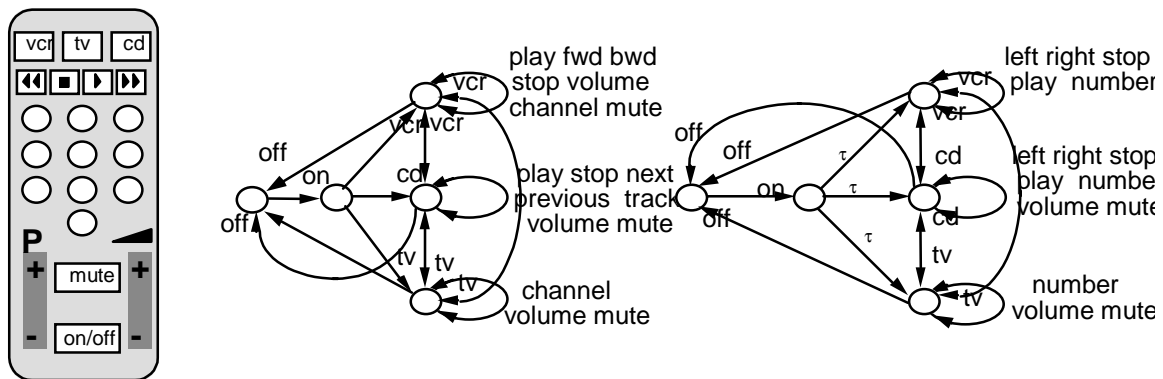 vcr tv cd
P
+ mute +
- on/off -
play fwd bwd
vcr stop volume
channel mute
vcr vcr
off
on cd
play stop next
previous track
volume mute
off
tv tv
tv
channel
volume mute
left right stop
vcr play number
vcr
off
off
τ
cd
left right stop
on τ
play number
cd volume mute
off
τ
tv
number
tv volume mute